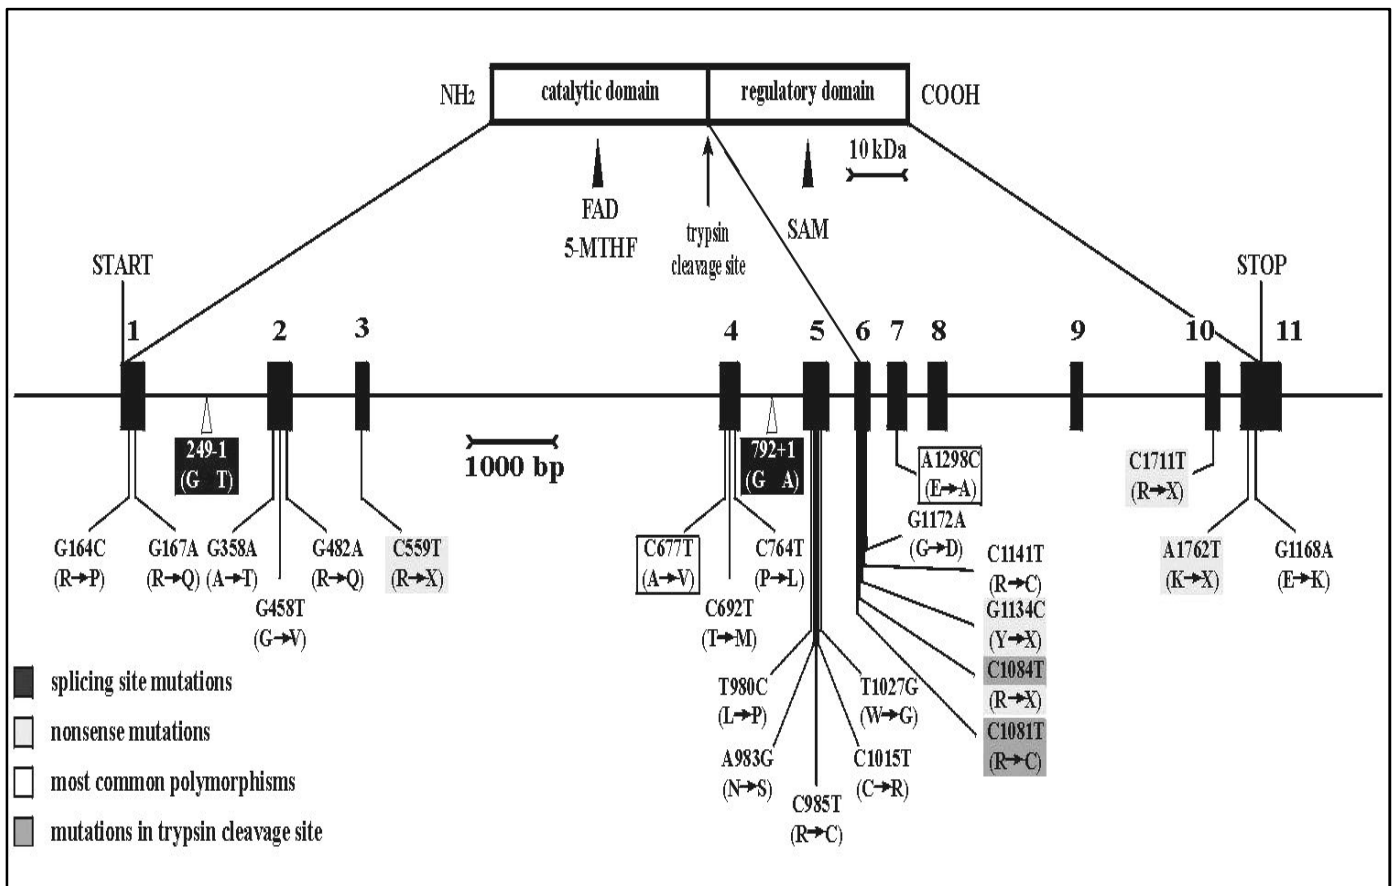 NH2 catalytic domain regulatory domain COOH
10 kDa
FAD
5-MTHF
trypsin
cleavage site
SAM
START
STOP
1 2 3 4 5 6 7 8 9 10 11
249-1
(G T)
1000 bp
792+1
(G A)
A1298C
(E→A)
C1711T
(R→X)
G164C
(R→P)
G167A
(R→Q)
G358A
(A→T)
G458T
(G→V)
G482A
(R→Q)
C559T
(R→X)
C677T
(A→V)
C692T
(T→M)
C764T
(P→L)
G1172A
(G→D)
C1141T
(R→C)
G1134C
(Y→X)
C1084T
(R→X)
C1081T
(R→C)
A1762T
(K→X)
G1168A
(E→K)
T980C
(L→P)
A983G
(N→S)
C985T
(R→C)
C1015T
(C→R)
T1027G
(W→G)
splicing site mutations
nonsense mutations
most common polymorphisms
mutations in trypsin cleavage site